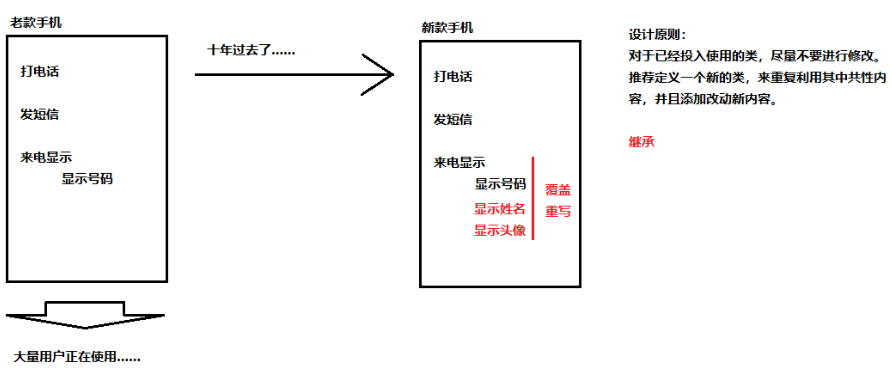 老款手机
打电话
发短信
来电显示
显示号码
大量用户正在使用……
十年过去了……
新款手机
打电话
发短信
来电显示
显示号码
显示姓名
显示头像
覆盖
重写
设计原则：
对于已经投入使用的类，尽量不要进行修改。
推荐定义一个新的类，来重复利用其中共性内
容，并且添加改动新内容。
继承